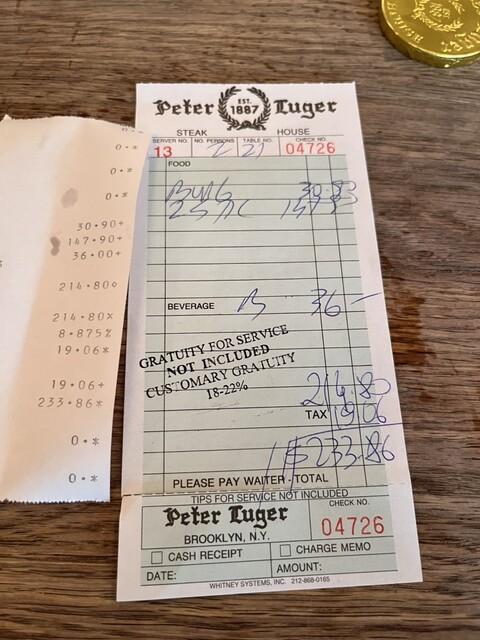 0·*
0·*
0·*
30·90+
147·90+
36·00+
214·80◊
214·80×
8·875%
19·06*
19·06+
233·86*
0·*
0·*
Peter EST. 1887 Luger
STEAK HOUSE
SERVER NO. NO. PERSONS TABLE NO. CHECK NO.
13 2 21 04726
FOOD
BEVERAGE B 36 —
GRATUITY FOR SERVICE
NOT INCLUDED
CUSTOMARY GRATUITY
18-22%
214.80
TAX 19.06
$233.86
PLEASE PAY WAITER - TOTAL
TIPS FOR SERVICE NOT INCLUDED
Peter Luger
CHECK NO.
04726
BROOKLYN, N.Y.
CASH RECEIPT CHARGE MEMO
DATE: AMOUNT:
WHITNEY SYSTEMS, INC. 212-868-0165